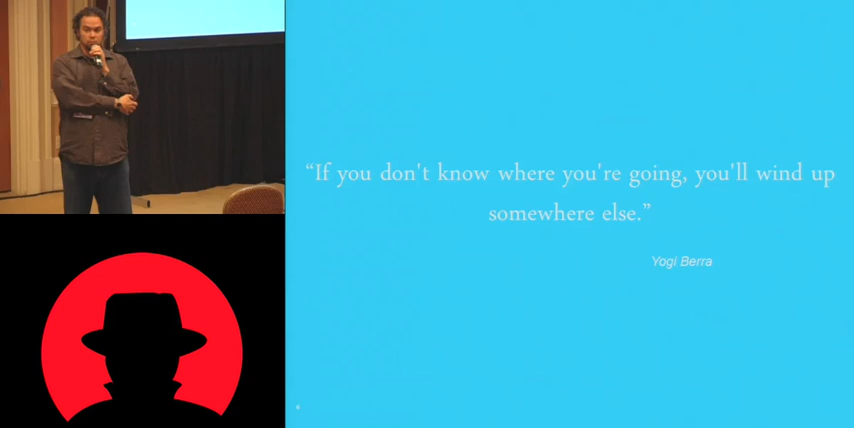 “If you don't know where you're going, you'll wind up
somewhere else.”
Yogi Berra